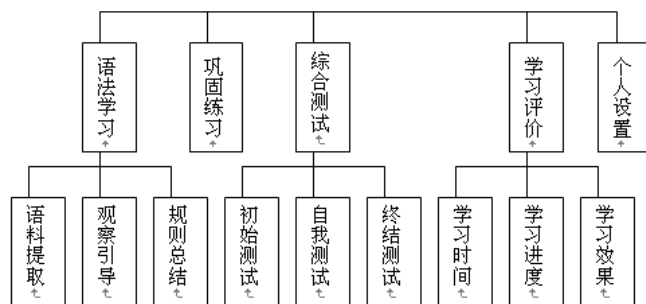 语法学习
巩固练习
综合测试
学习评价
个人设置
语料提取
观察引导
规则总结
初始测试
自我测试
终结测试
学习时间
学习进度
学习效果